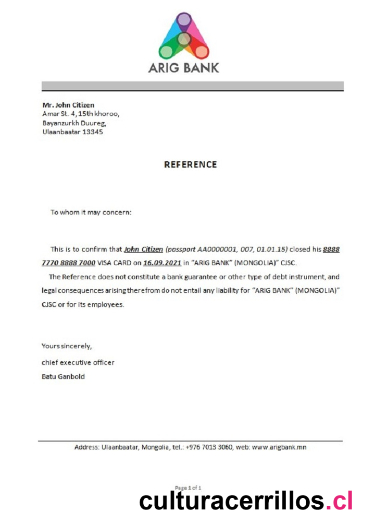 ARIG BANK
Mr. John Citizen
Amar St. 4, 15th khoroo,
Bayanzurkh Duureg,
Ulaanbaatar 13345
REFERENCE
To whom it may concern:
This is to confirm that John Citizen (passport AA0000001, 007, 01.01.15) closed his 8888
7770 8888 7000 VISA CARD on 16.09.2021 in "ARIG BANK" (MONGOLIA)" CJSC.
The Reference does not constitute a bank guarantee or other type of debt instrument, and
legal consequences arising therefrom do not entail any liability for "ARIG BANK" (MONGOLIA)"
CJSC or for its employees.
Yours sincerely,
chief executive officer
Batu Ganbold
Address: Ulaanbaatar, Mongolia, tel.: +976 7013 3060, web: www.arigbank.mn
Page 1 of 1
culturacerrillos.cl